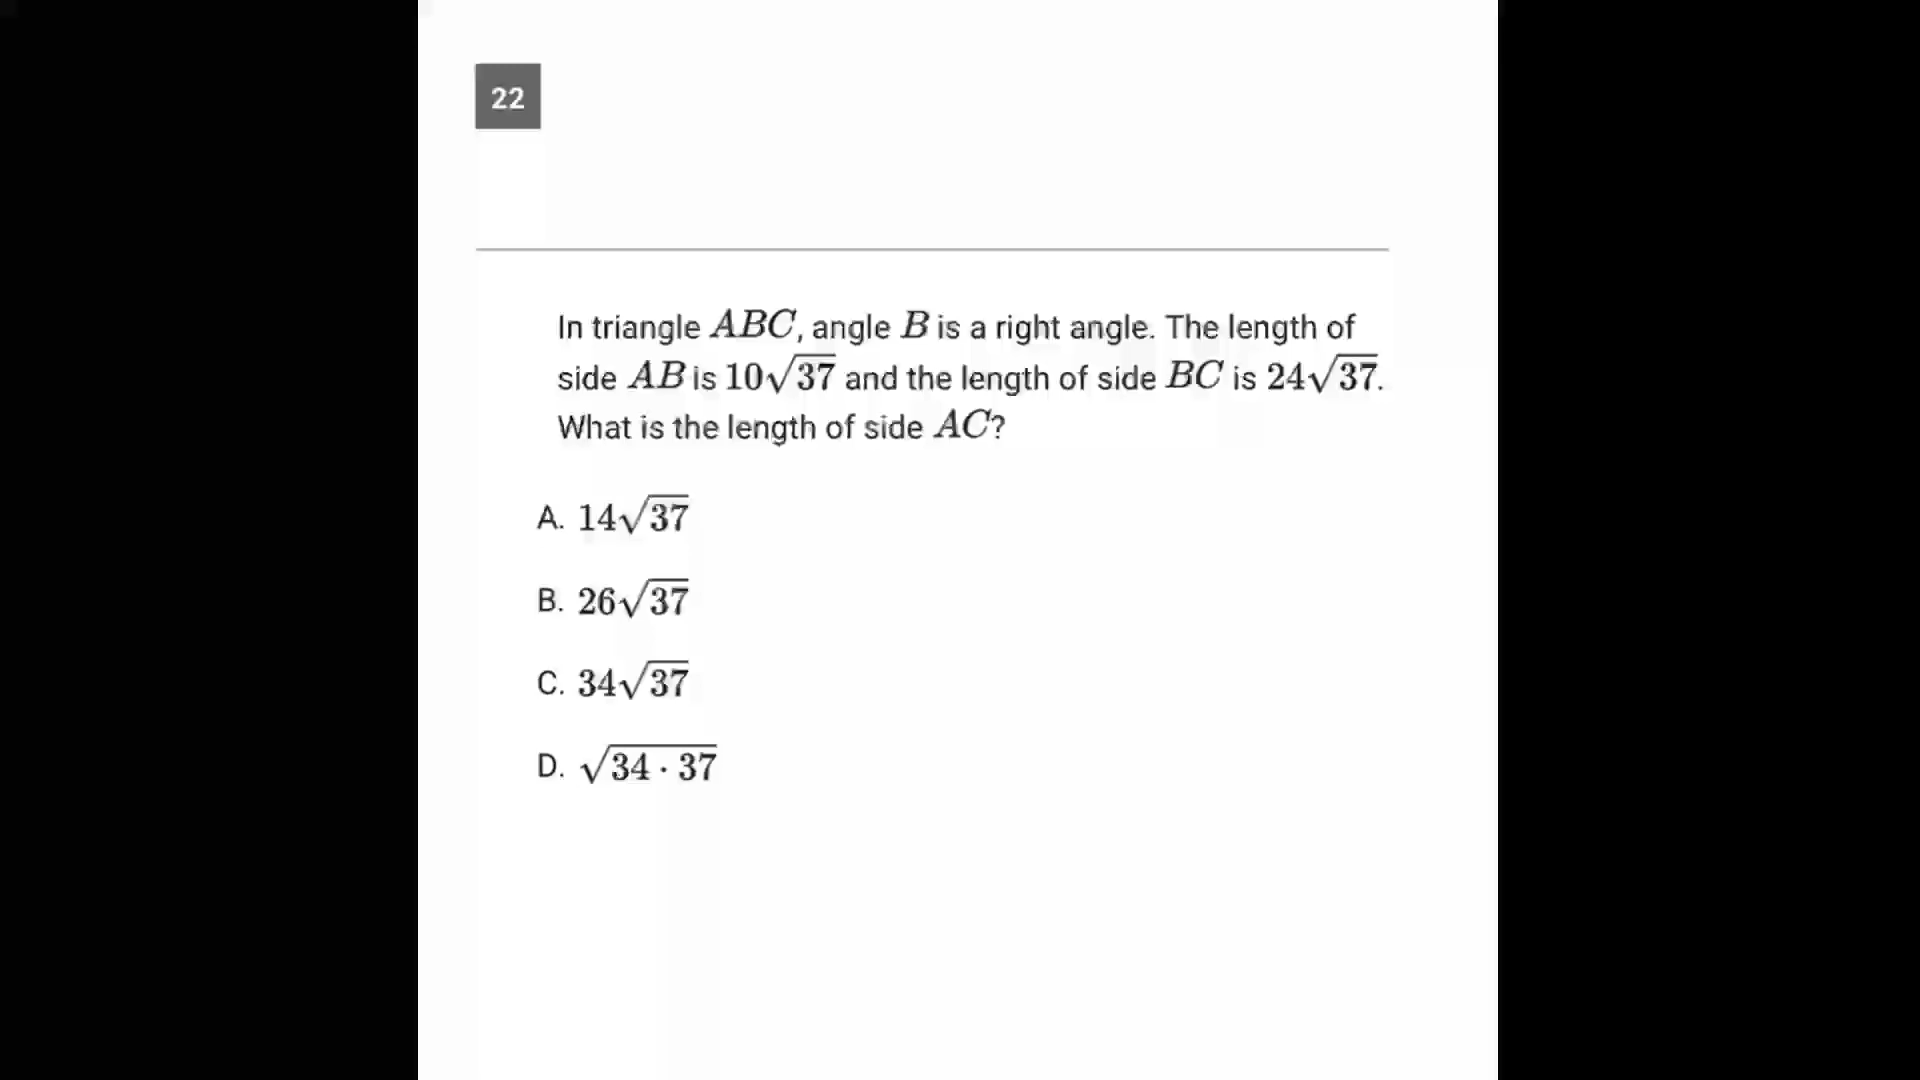 22
In triangle ABC, angle B is a right angle. The length of
side AB is 10√37 and the length of side BC is 24√37.
What is the length of side AC?
A. 14√37
B. 26√37
C. 34√37
D. √34 · 37